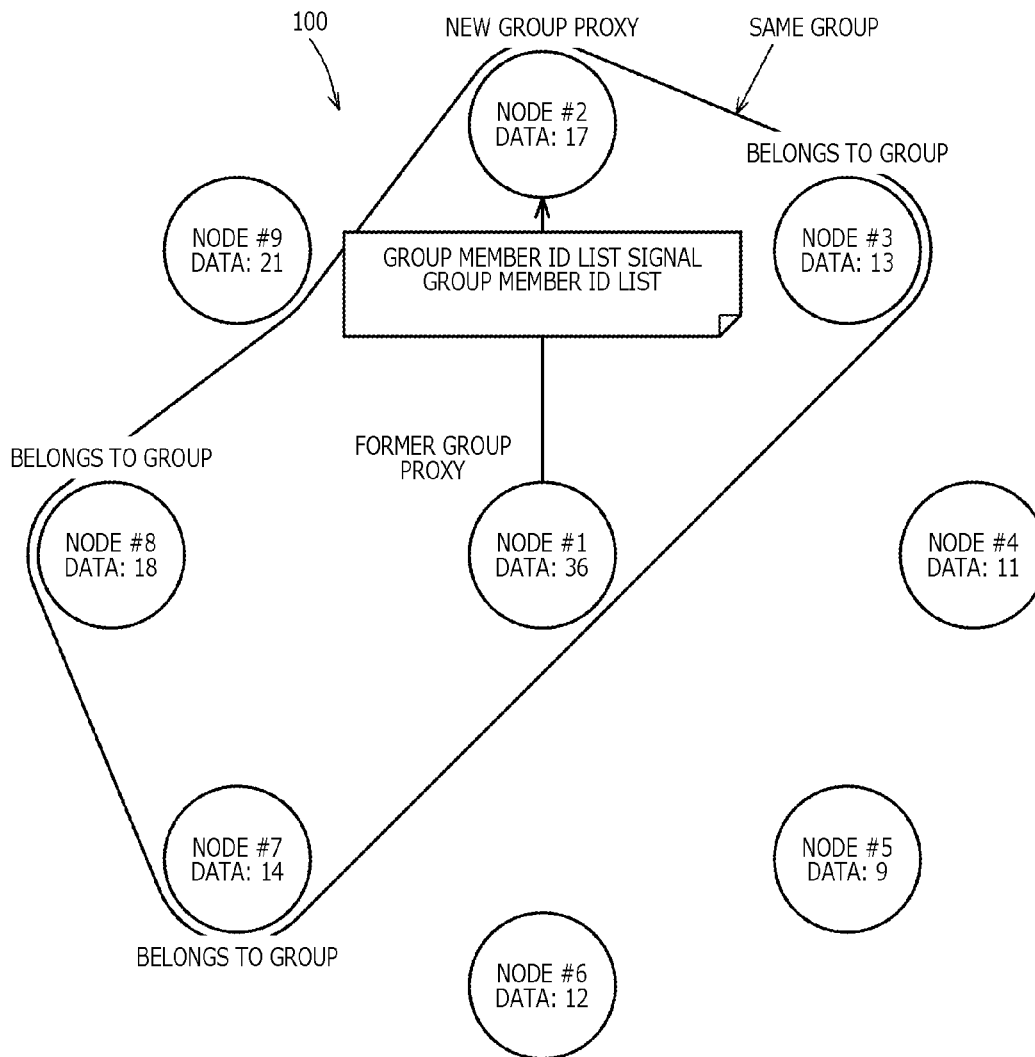 100
NEW GROUP PROXY
SAME GROUP
NODE #2
DATA: 17
BELONGS TO GROUP
NODE #9
DATA: 21
GROUP MEMBER ID LIST SIGNAL
GROUP MEMBER ID LIST
NODE #3
DATA: 13
FORMER GROUP
PROXY
BELONGS TO GROUP
NODE #8
DATA: 18
NODE #1
DATA: 36
NODE #4
DATA: 11
NODE #7
DATA: 14
NODE #5
DATA: 9
BELONGS TO GROUP
NODE #6
DATA: 12